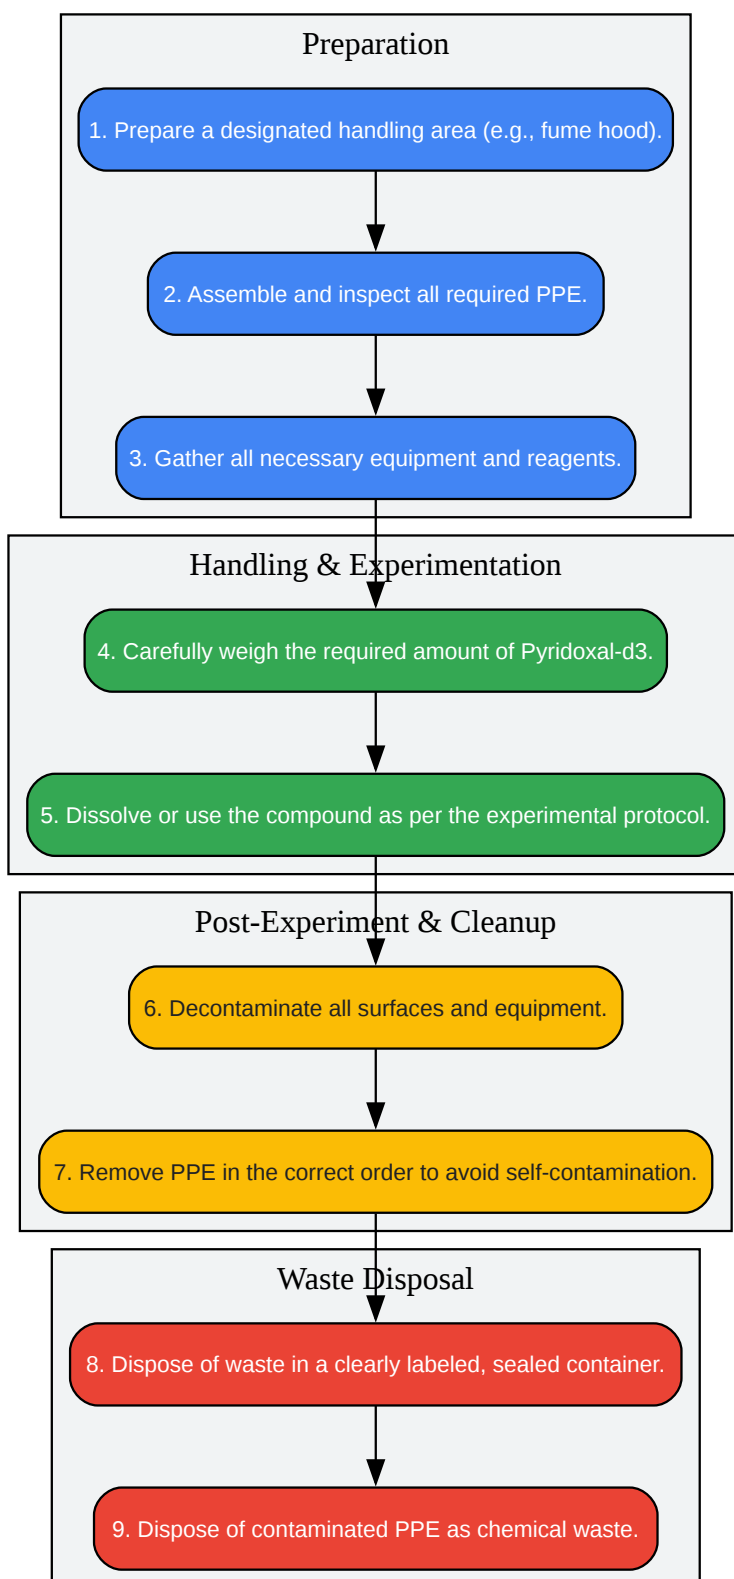 Preparation
1. Prepare a designated handling area (e.g., fume hood).
2. Assemble and inspect all required PPE.
3. Gather all necessary equipment and reagents.
Handling & Experimentation
4. Carefully weigh the required amount of Pyridoxal-d3.
5. Dissolve or use the compound as per the experimental protocol.
Post-Experiment & Cleanup
6. Decontaminate all surfaces and equipment.
7. Remove PPE in the correct order to avoid self-contamination.
Waste Disposal
8. Dispose of waste in a clearly labeled, sealed container.
9. Dispose of contaminated PPE as chemical waste.